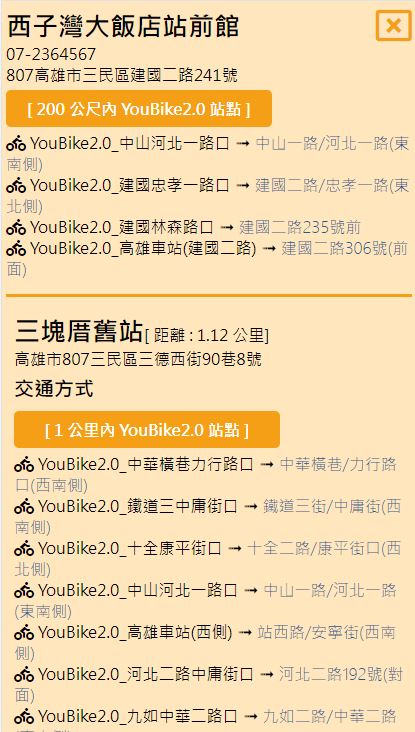 西子灣大飯店站前館
07-2364567
807高雄市三民區建國二路241號
[ 200 公尺內 YouBike2.0 站點 ]
YouBike2.0_中山河北一路口 ➞ 中山一路/河北一路(東
南側)
YouBike2.0_建國忠孝一路口 ➞ 建國二路/忠孝一路(東
北側)
YouBike2.0_建國林森路口 ➞ 建國二路235號前
YouBike2.0_高雄車站(建國二路) ➞ 建國二路306號(前
面)
三塊厝舊站[ 距離 : 1.12 公里]
高雄市807三民區三德西街90巷8號
交通方式
[ 1 公里內 YouBike2.0 站點 ]
YouBike2.0_中華橫巷力行路口 ➞ 中華橫巷/力行路
口(西南側)
YouBike2.0_鐵道三中庸街口 ➞ 鐵道三街/中庸街(西
南側)
YouBike2.0_十全康平街口 ➞ 十全二路/康平街口(西
北側)
YouBike2.0_中山河北一路口 ➞ 中山一路/河北一路
(東南側)
YouBike2.0_高雄車站(西側) ➞ 站西路/安寧街(西南
側)
YouBike2.0_河北二路中庸街口 ➞ 河北二路192號(對
面)
YouBike2.0_九如中華二路口 ➞ 九如二路/中華二路